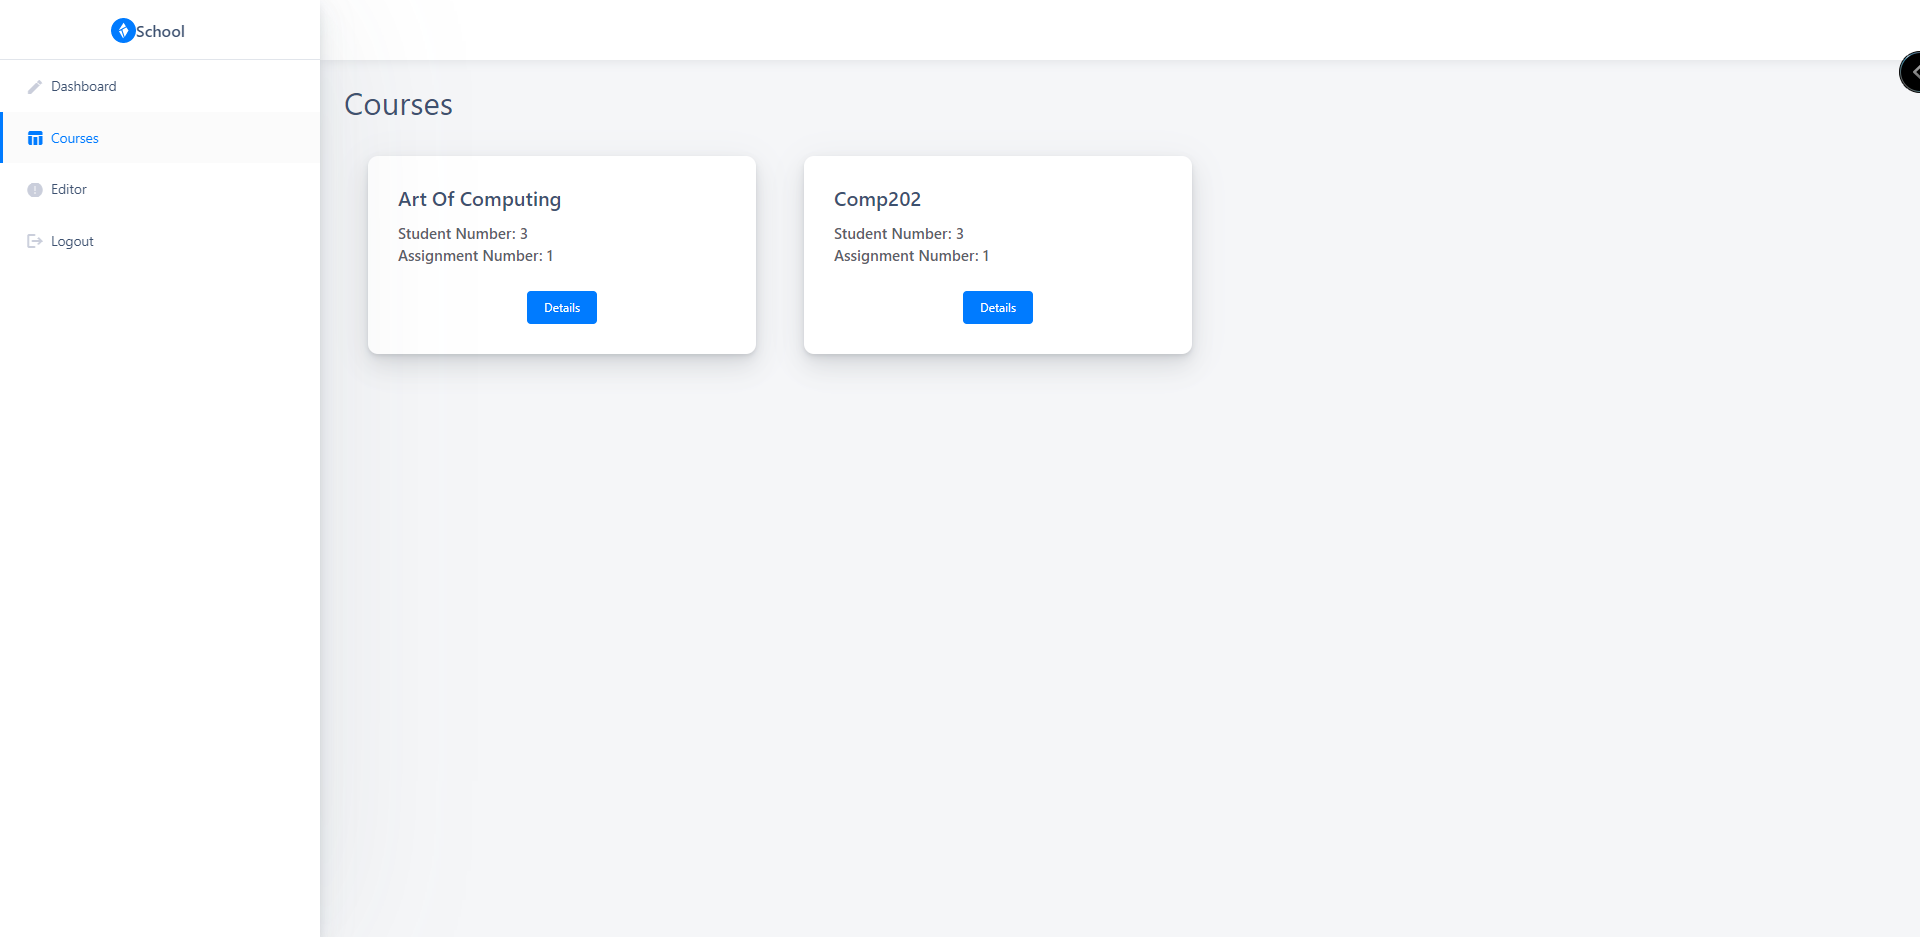 School
Dashboard
Courses
Editor
Logout
Courses
Art Of Computing
Student Number: 3
Assignment Number: 1
Details
Comp202
Student Number: 3
Assignment Number: 1
Details